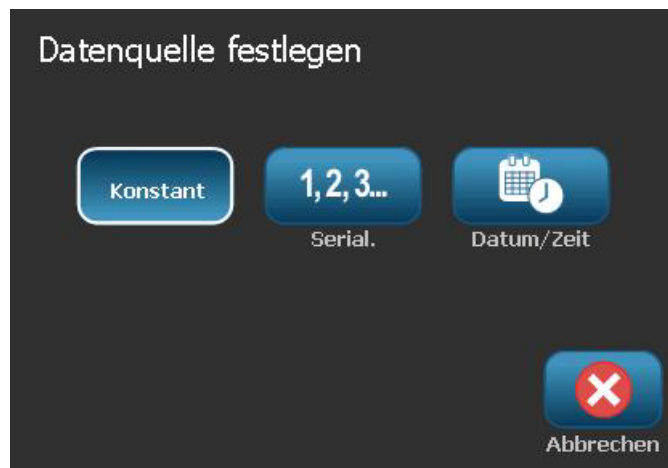 Datenquelle festlegen
Konstant
1, 2, 3...
Serial.
Datum/Zeit
Abbrechen